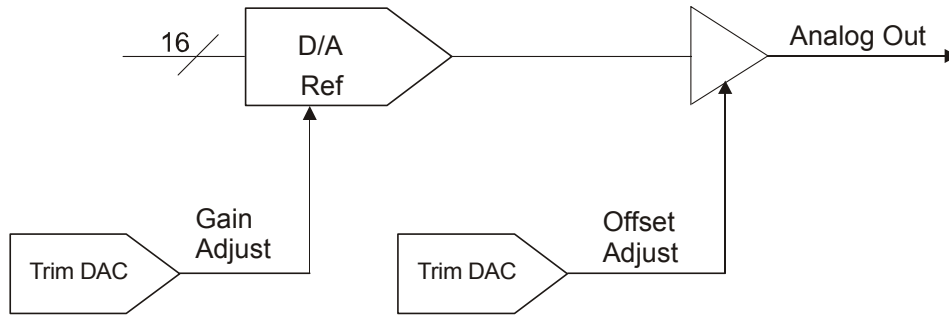 16
D/A
Ref
Analog Out
Gain
Adjust
Offset
Adjust
Trim DAC
Trim DAC